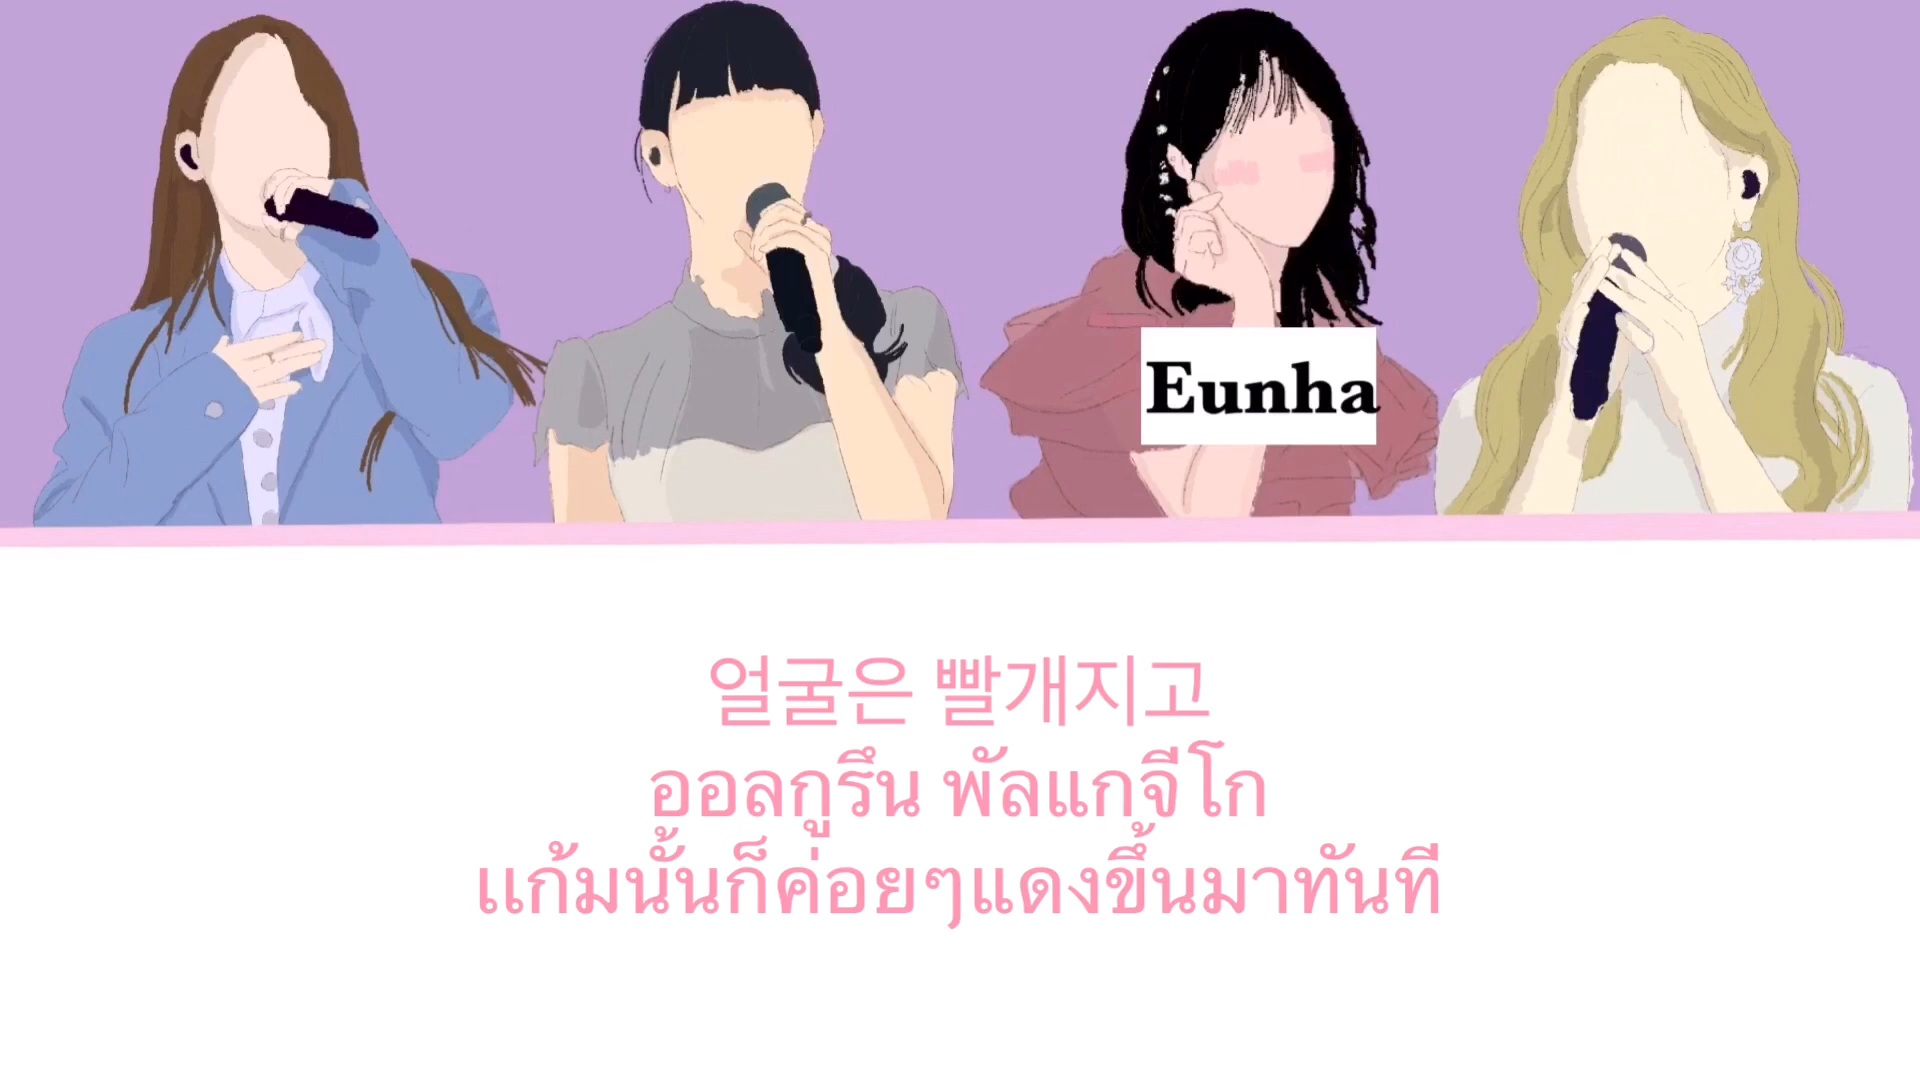 Eunha
얼굴은 빨개지고
ออลกูรึน พัลแกจีโก
แก้มนั้นก็ค่อยๆแดงขึ้นมาทันที